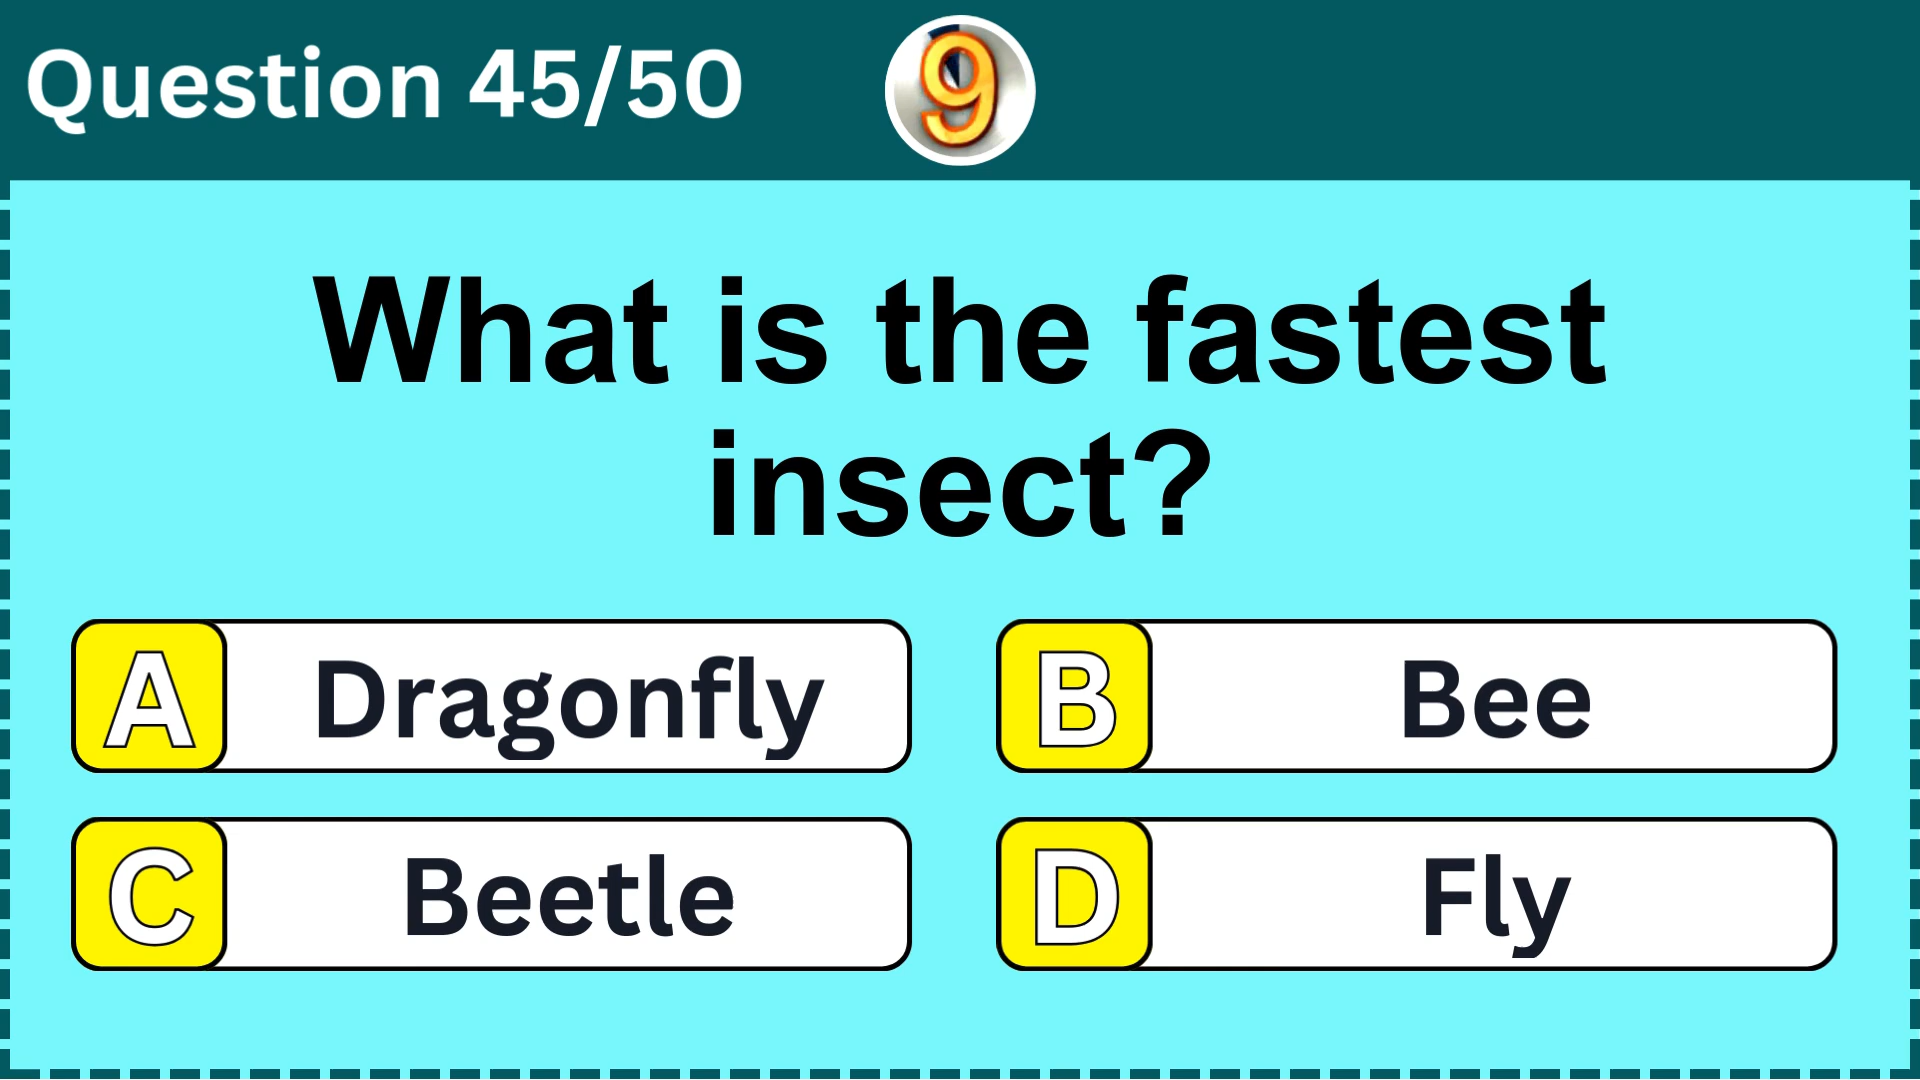 Question 45/50
9
What is the fastest
insect?
A Dragonfly
B Bee
C Beetle
D Fly